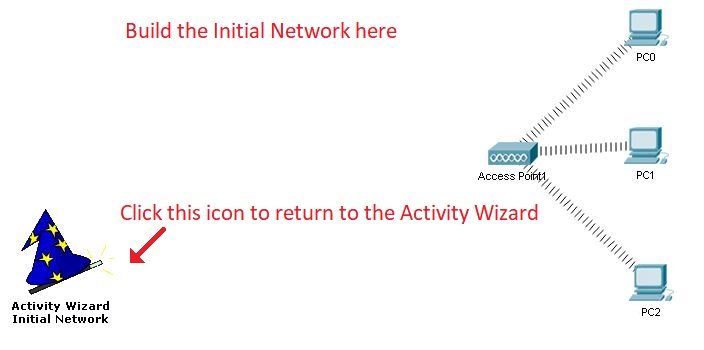 Build the Initial Network here
PC0
Access Point1
PC1
Click this icon to return to the Activity Wizard
Activity Wizard
Initial Network
PC2